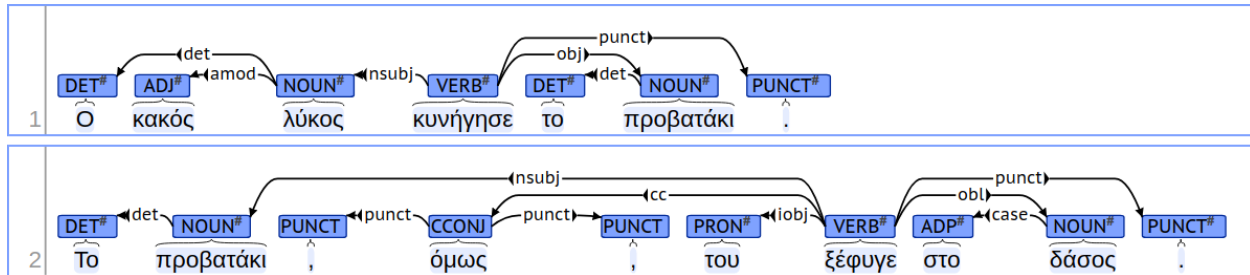 punct
det obj
amod nsubj det
DET# ADJ# NOUN# VERB# DET# NOUN# PUNCT#
1 Ο κακός λύκος κυνήγησε το προβατάκι .
nsubj punct
cc obl
det punct punct iobj case
DET# NOUN# PUNCT CCONJ PUNCT PRON# VERB# ADP# NOUN# PUNCT#
2 Το προβατάκι , όμως , του ξέφυγε στο δάσος .